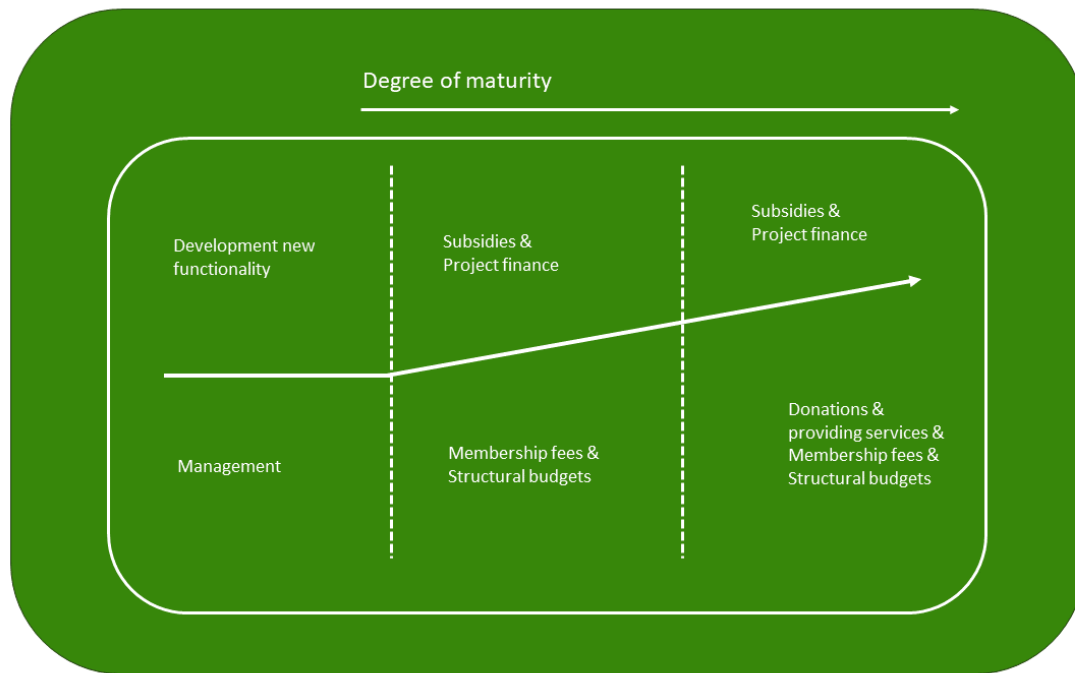 Degree of maturity
Development new
functionality
Subsidies &
Project finance
Subsidies &
Project finance
Management
Membership fees &
Structural budgets
Donations &
providing services &
Membership fees &
Structural budgets